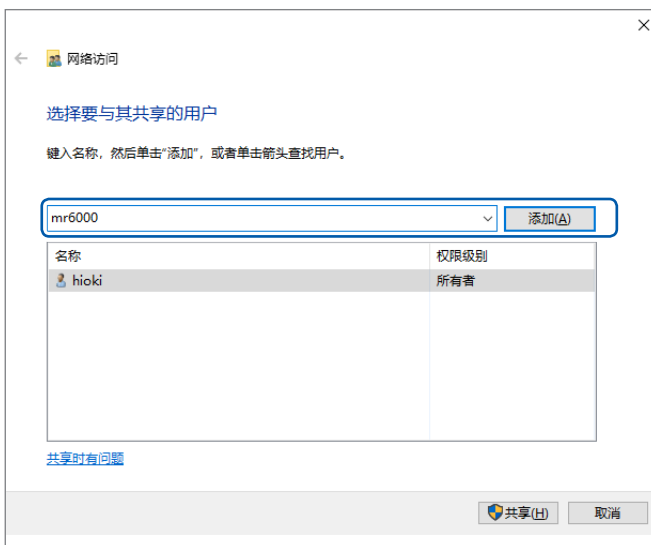 网络访问
选择要与其共享的用户
键入名称，然后单击“添加”，或者单击箭头查找用户。
mr6000 添加(A)
名称 权限级别
hioki 所有者
共享时有问题
共享(H) 取消